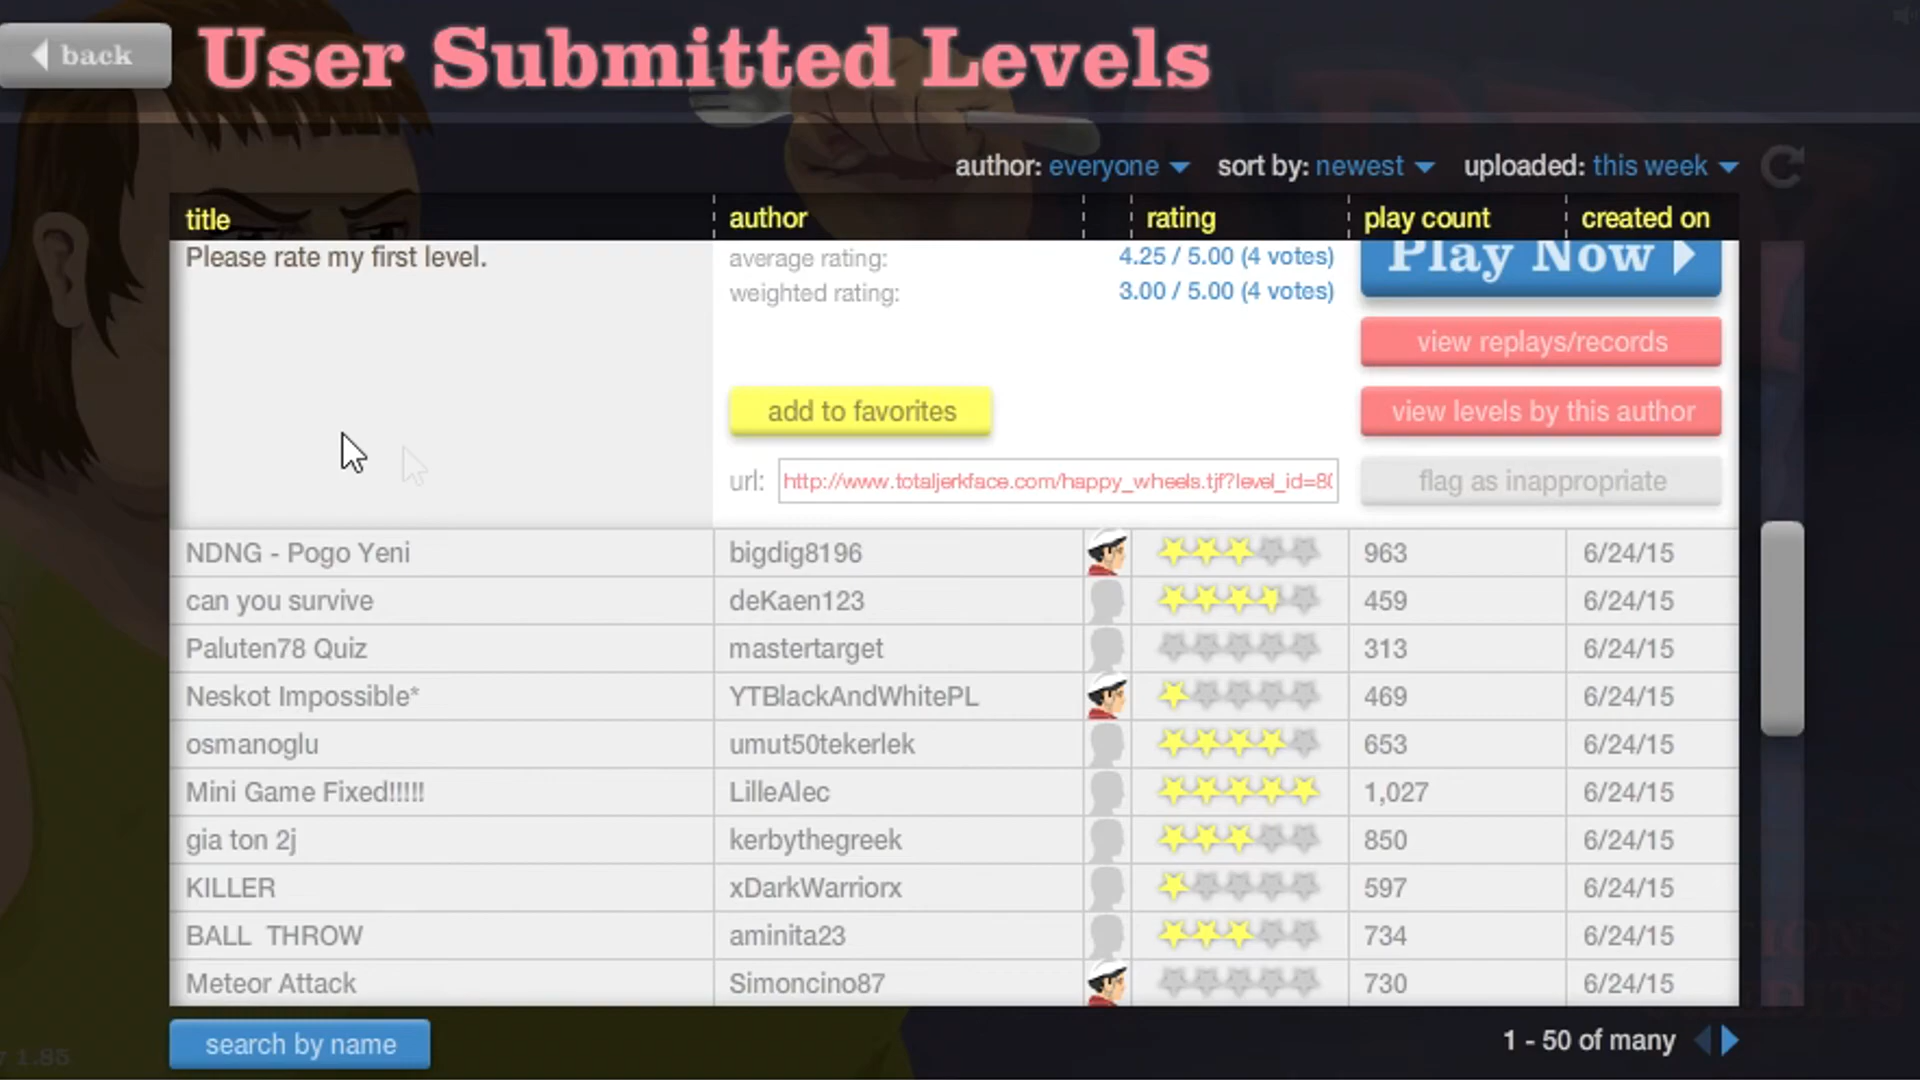 back
User Submitted Levels
author: everyone sort by: newest uploaded: this week
title author rating play count created on
Please rate my first level.
average rating: 4.25 / 5.00 (4 votes)
weighted rating: 3.00 / 5.00 (4 votes)
Play Now
view replays/records
add to favorites
view levels by this author
url: http://www.totaljerkface.com/happy_wheels.tjf?level_id=8
flag as inappropriate
NDNG - Pogo Yeni bigdig8196 963 6/24/15
can you survive deKaen123 459 6/24/15
Paluten78 Quiz mastertarget 313 6/24/15
Neskot Impossible* YTBlackAndWhitePL 469 6/24/15
osmanoglu umut50tekerlek 653 6/24/15
Mini Game Fixed!!!!! LilleAlec 1,027 6/24/15
gia ton 2j kerbythegreek 850 6/24/15
KILLER xDarkWarriorx 597 6/24/15
BALL THROW aminita23 734 6/24/15
Meteor Attack Simoncino87 730 6/24/15
search by name
1 - 50 of many
1.85